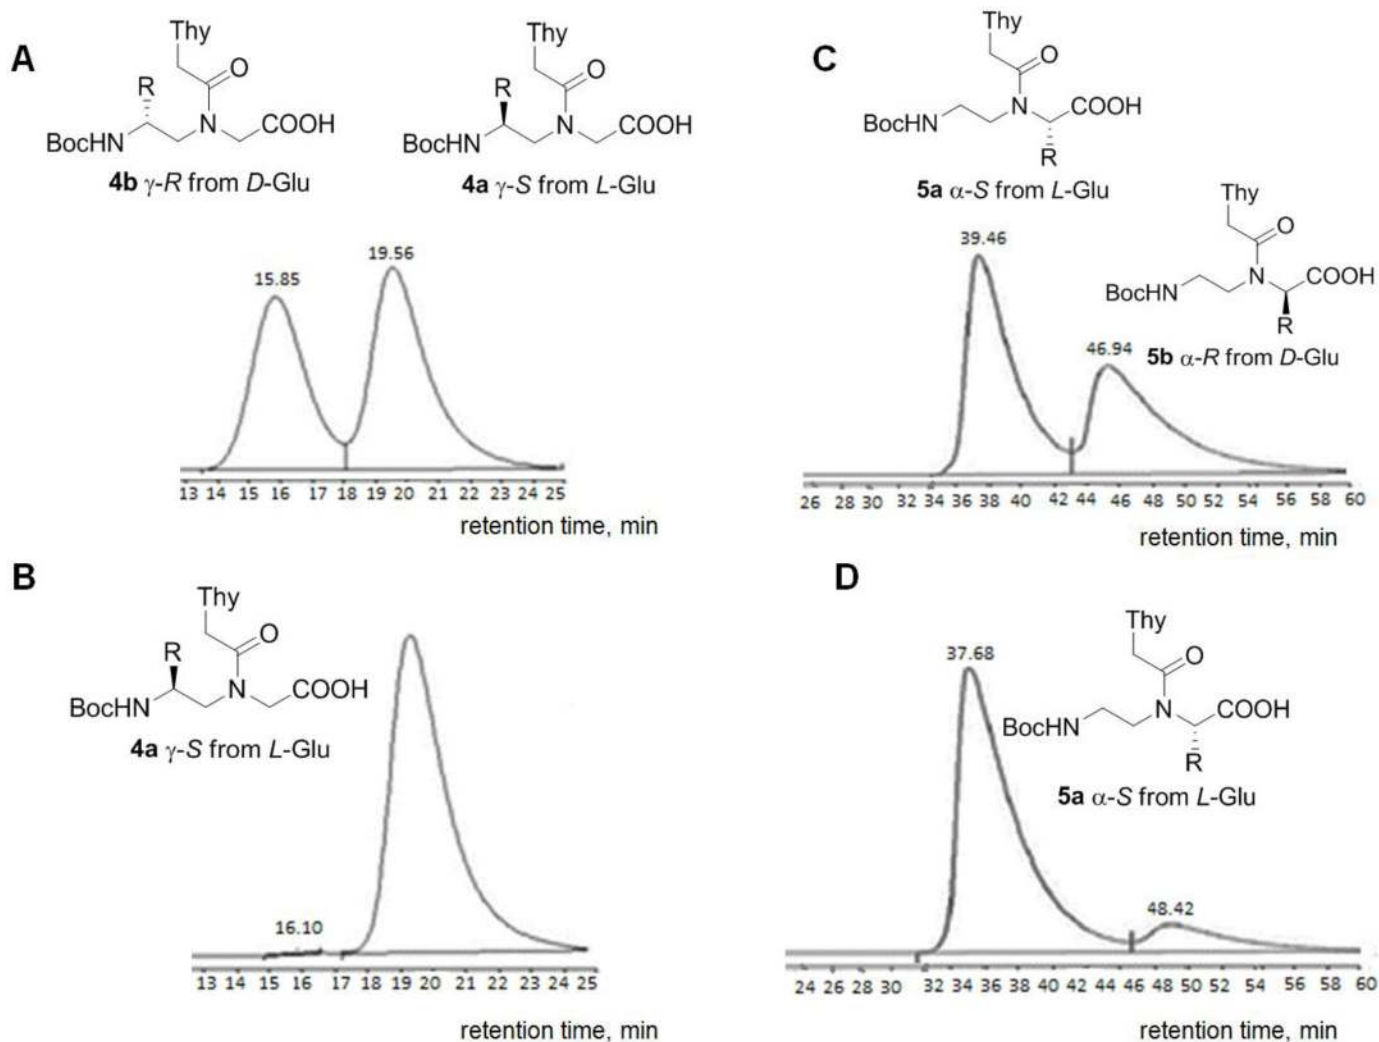 A
Thy
O
R
N
COOH
BocHN
4b γ-R from D-Glu
Thy
O
R
N
COOH
BocHN
4a γ-S from L-Glu
15.85
19.56
13 14 15 16 17 18 19 20 21 22 23 24 25
retention time, min
B
Thy
O
R
N
COOH
BocHN
4a γ-S from L-Glu
16.10
13 14 15 16 17 18 19 20 21 22 23 24 25
retention time, min
C
Thy
O
N
COOH
BocHN
R
5a α-S from L-Glu
Thy
O
N
COOH
BocHN
R
5b α-R from D-Glu
39.46
46.94
26 28 30 32 34 36 38 40 42 44 46 48 50 52 54 56 58 60
retention time, min
D
Thy
O
N
COOH
BocHN
R
5a α-S from L-Glu
37.68
48.42
24 26 28 30 32 34 36 38 40 42 44 46 48 50 52 54 56 58 60
retention time, min